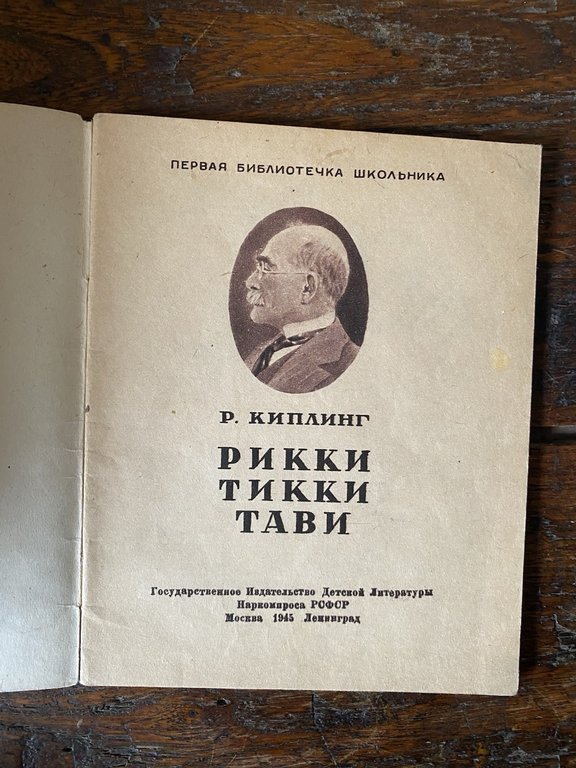 ПЕРВАЯ БИБЛИОТЕЧКА ШКОЛЬНИКА
Р. КИПЛИНГ
РИККИ
ТИККИ
ТАВИ
Государственное Издательство Детской Литературы
Наркомпроса РСФСР
Москва 1945 Ленинград